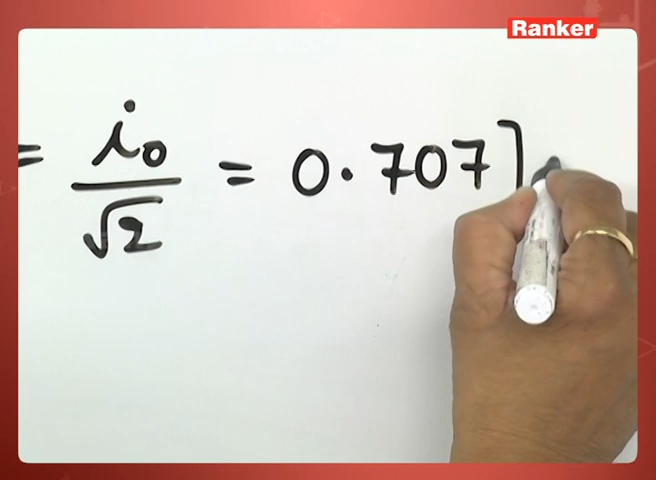 Ranker
= i₀/√2 = 0.707]